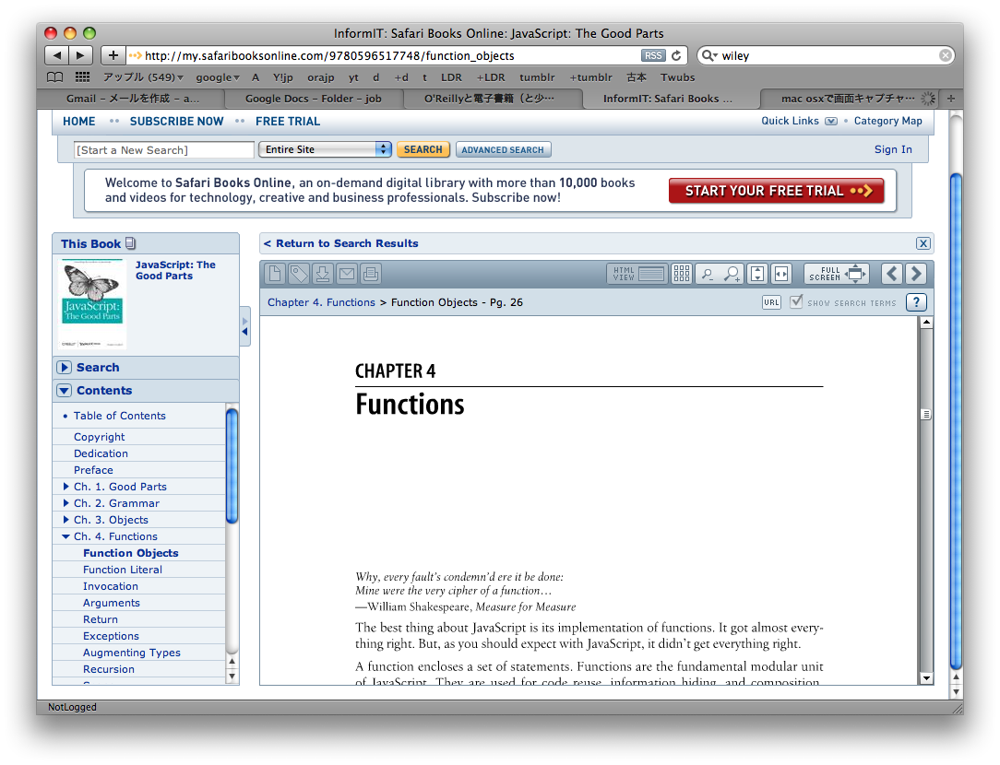 InformIT: Safari Books Online: JavaScript: The Good Parts
http://my.safaribooksonline.com/9780596517748/function_objects
RSS
wiley
アップル (549) google A Y!jp orajp yt d +d t LDR +LDR tumblr +tumblr 古本 Twubs
Gmail – メールを作成 – a...
Google Docs – Folder – job
O'Reillyと電子書籍（と少…
InformIT: Safari Books ...
mac osxで画面キャプチャ…
HOME •• SUBSCRIBE NOW •• FREE TRIAL
Quick Links • Category Map
[Start a New Search]
Entire Site
SEARCH
ADVANCED SEARCH
Sign In
Welcome to Safari Books Online, an on-demand digital library with more than 10,000 books
and videos for technology, creative and business professionals. Subscribe now!
START YOUR FREE TRIAL
This Book
JavaScript: The
Good Parts
JavaScript:
The Good Parts
Search
Contents
• Table of Contents
Copyright
Dedication
Preface
Ch. 1. Good Parts
Ch. 2. Grammar
Ch. 3. Objects
Ch. 4. Functions
Function Objects
Function Literal
Invocation
Arguments
Return
Exceptions
Augmenting Types
Recursion
< Return to Search Results
X
HTML
VIEW
FULL
SCREEN
Chapter 4. Functions > Function Objects - Pg. 26
URL
SHOW SEARCH TERMS
?
CHAPTER 4
Functions
Why, every fault's condemn'd ere it be done:
Mine were the very cipher of a function…
—William Shakespeare, Measure for Measure
The best thing about JavaScript is its implementation of functions. It got almost every-
thing right. But, as you should expect with JavaScript, it didn't get everything right.
A function encloses a set of statements. Functions are the fundamental modular unit
of JavaScript. They are used for code reuse, information hiding, and composition.
NotLogged